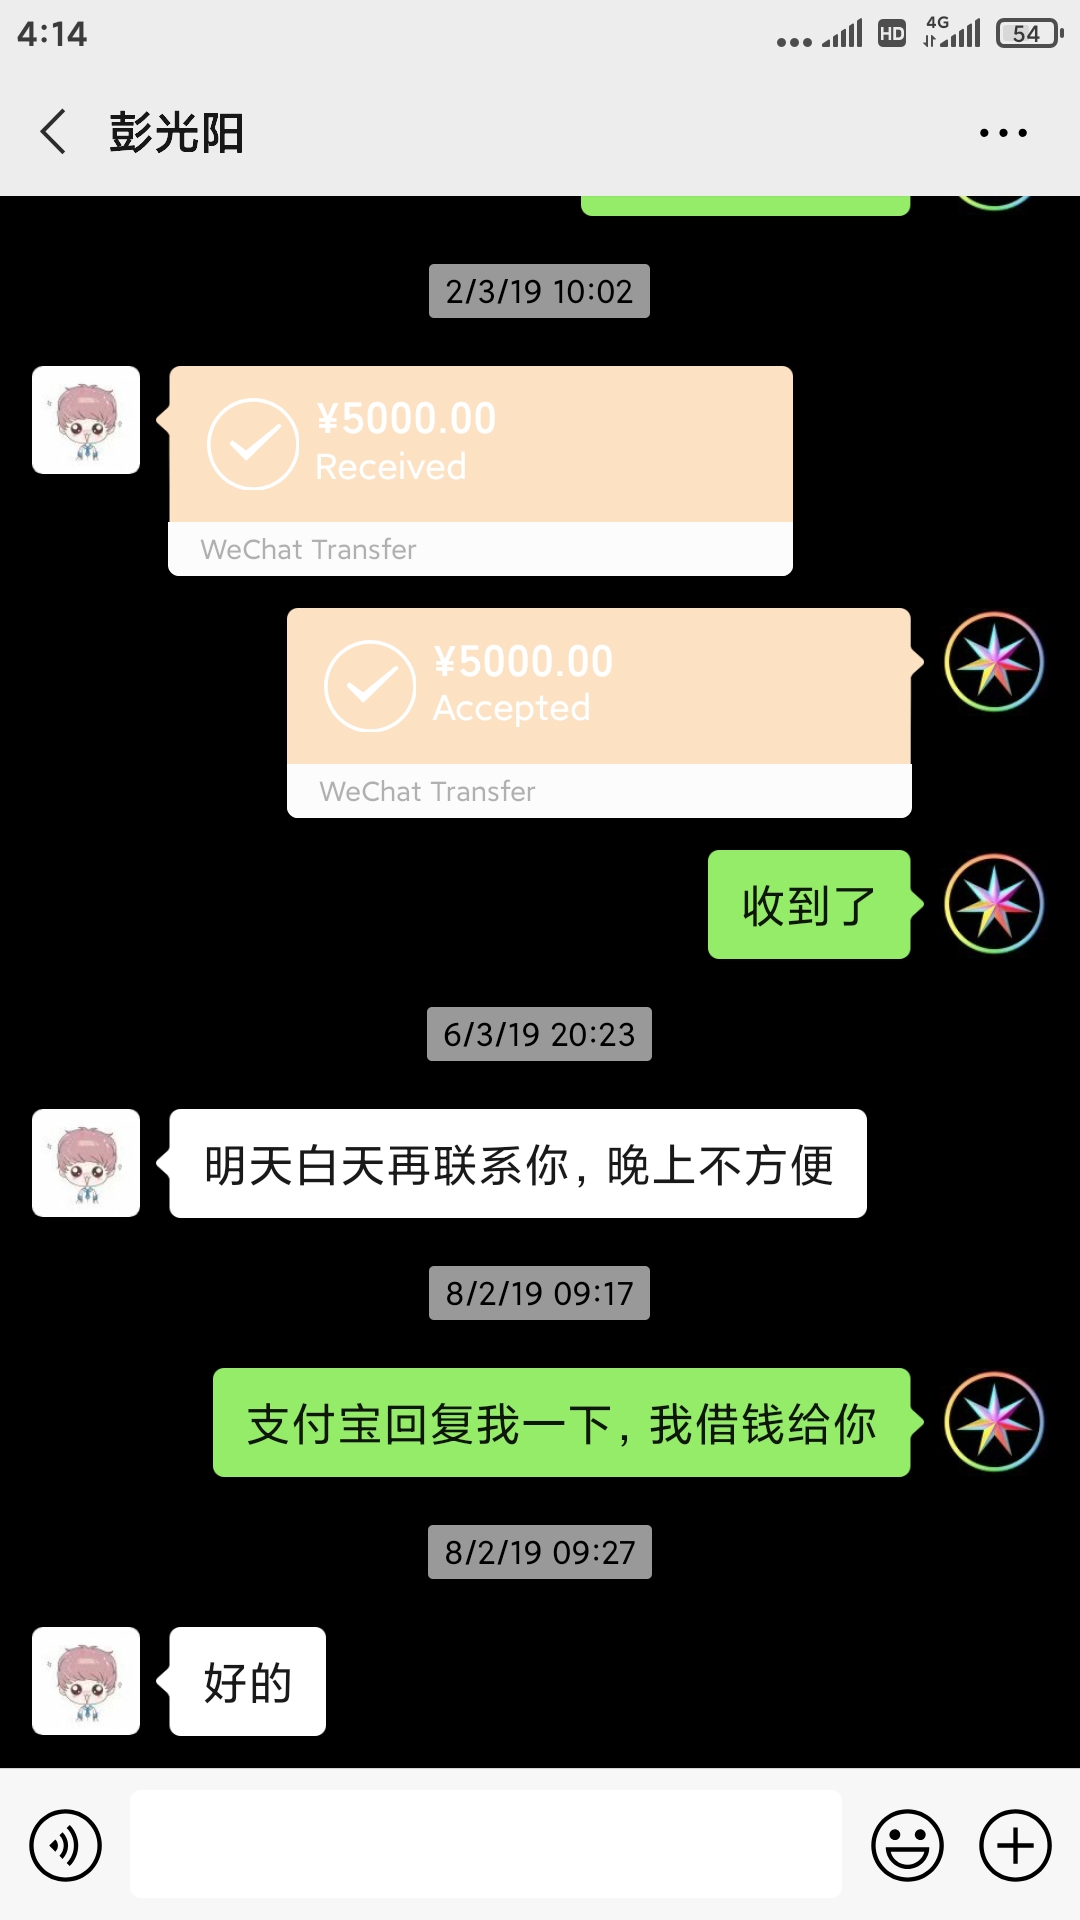 4:14
HD
4G
54
彭光阳
2/3/19 10:02
¥5000.00
Received
WeChat Transfer
¥5000.00
Accepted
WeChat Transfer
收到了
6/3/19 20:23
明天白天再联系你，晚上不方便
8/2/19 09:17
支付宝回复我一下，我借钱给你
8/2/19 09:27
好的